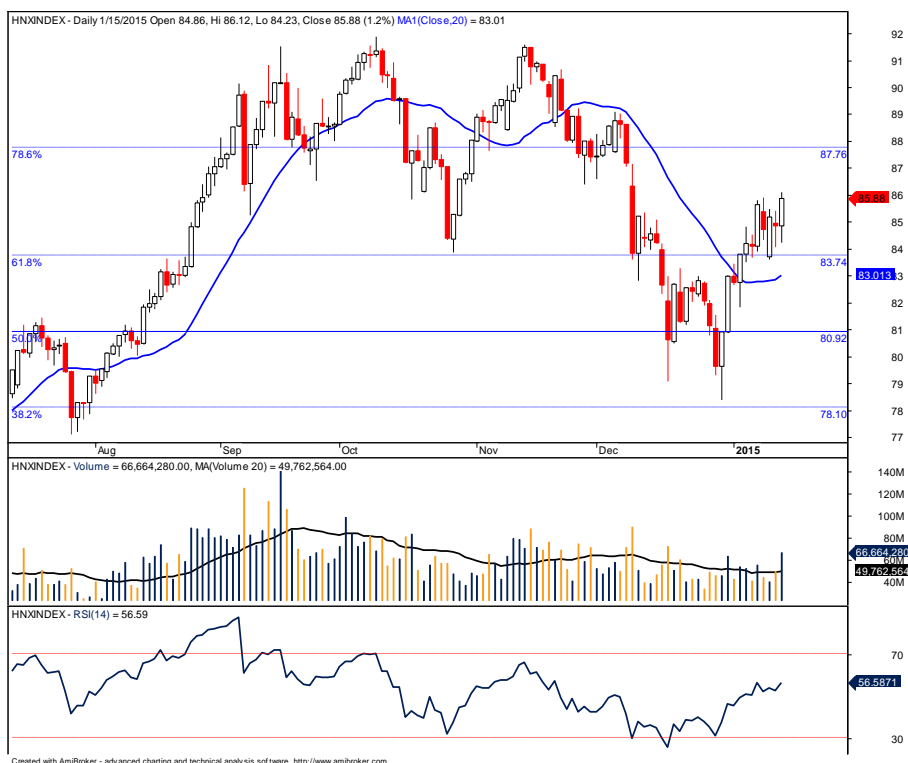 HNXINDEX - Daily 1/15/2015 Open 84.86, Hi 86.12, Lo 84.23, Close 85.88 (1.2%) MA1(Close,20) = 83.01
92
91
90
89
88
78.6% 87.76
87
86
85.88
85
84
61.8% 83.74
83.013 83
82
81
50.0% 80.92
80
79
38.2% 78.10
78
77
Aug Sep Oct Nov Dec 2015
HNXINDEX - Volume = 66,664,280.00, MA(Volume 20) = 49,762,564.00
140M
120M
100M
80M
66,664,280
60M
49,762,564
40M
HNXINDEX - RSI(14) = 56.59
70
56.5871
30
Created with AmiBroker - advanced charting and technical analysis software. http://www.amibroker.com